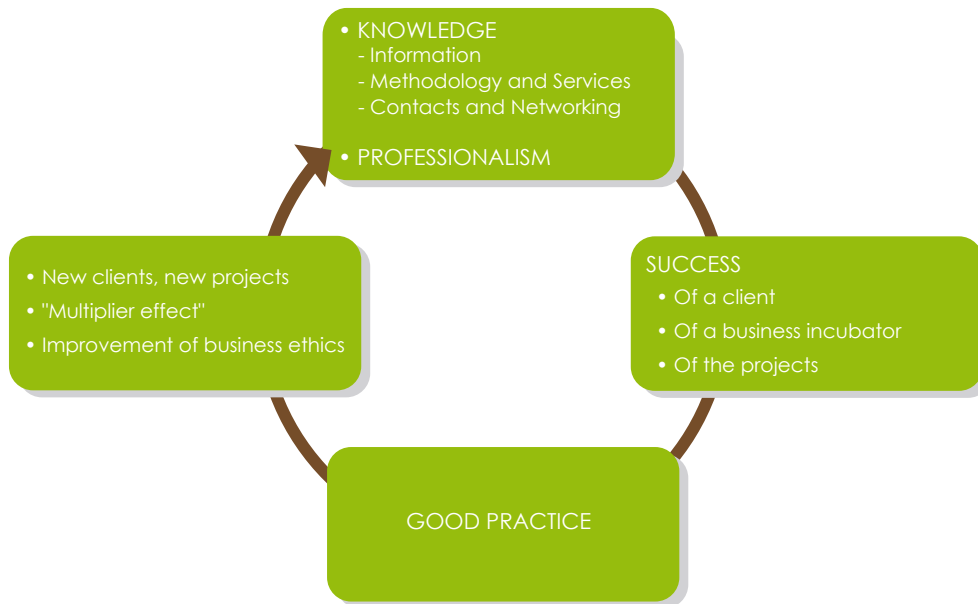 • KNOWLEDGE
- Information
- Methodology and Services
- Contacts and Networking
• PROFESSIONALISM
SUCCESS
• Of a client
• Of a business incubator
• Of the projects
GOOD PRACTICE
• New clients, new projects
• "Multiplier effect"
• Improvement of business ethics